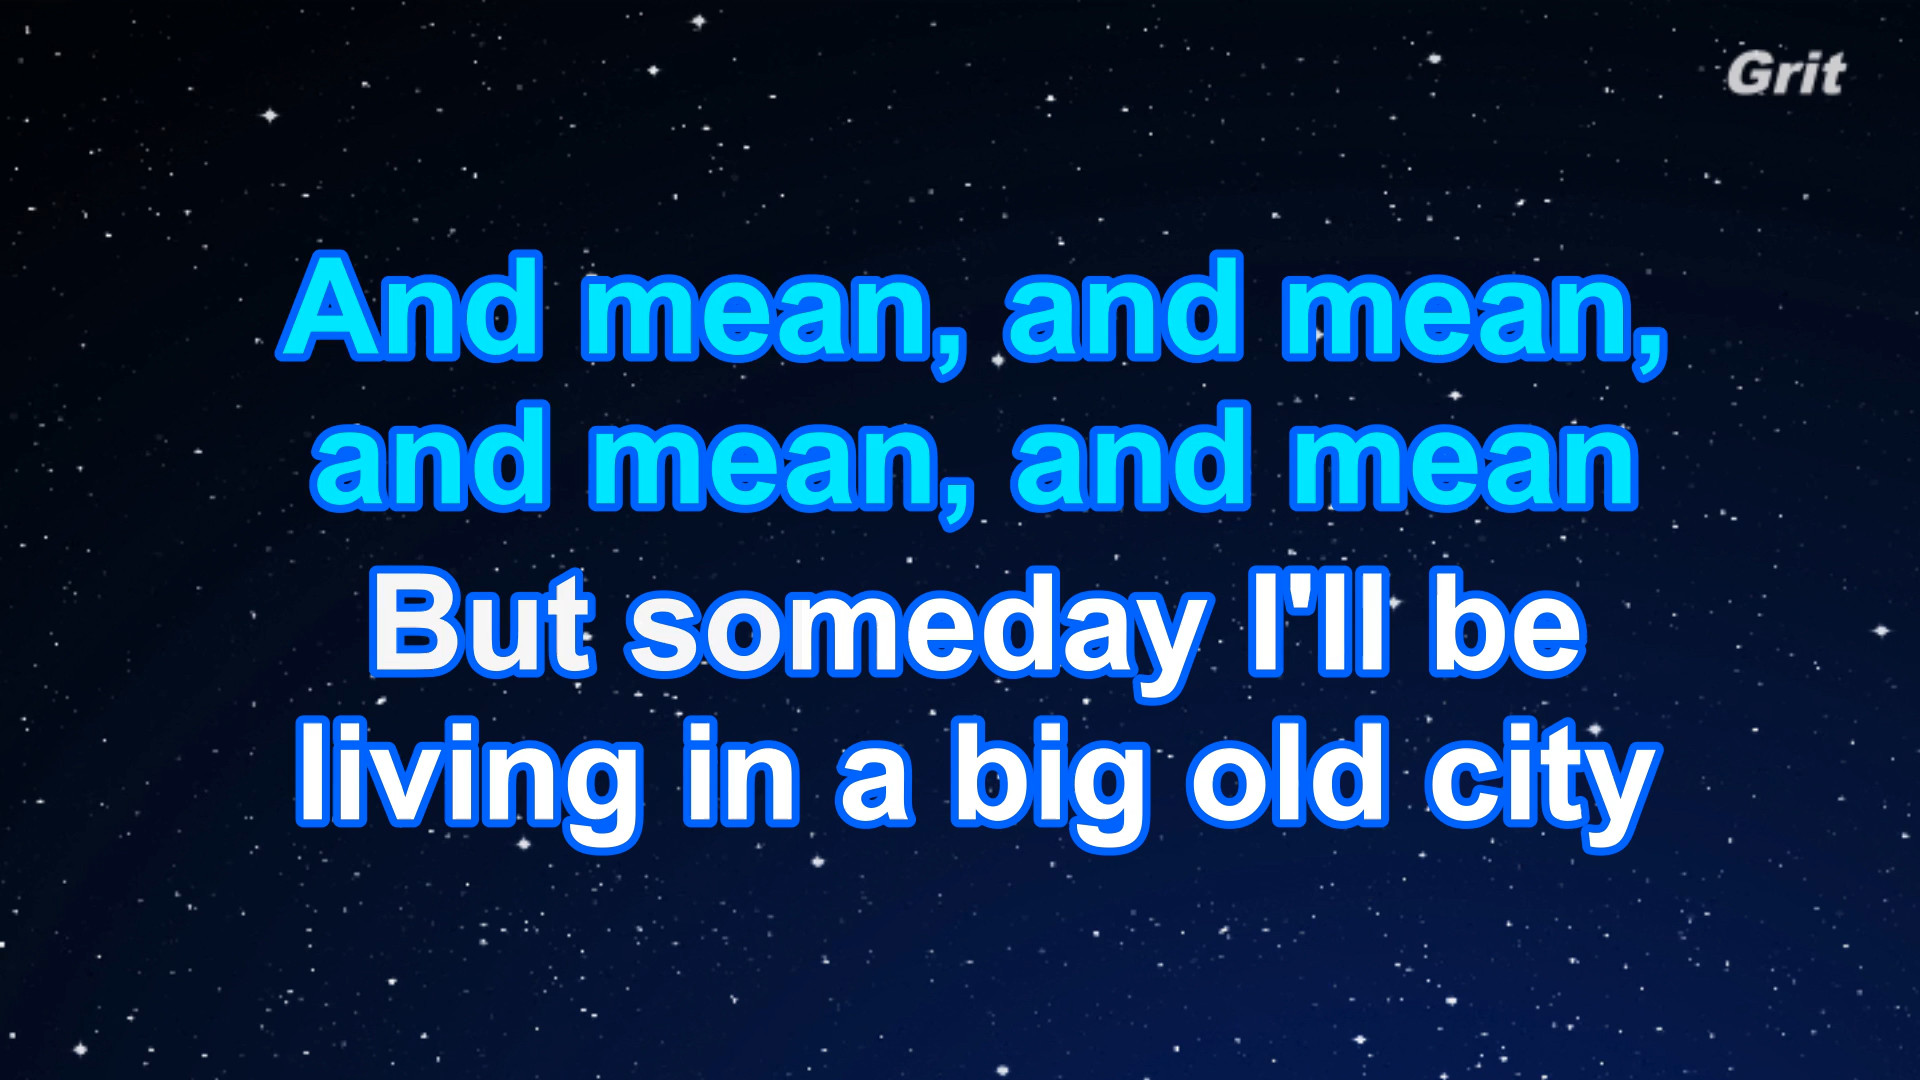 Grit
And mean, and mean,
and mean, and mean
But someday I'll be
living in a big old city